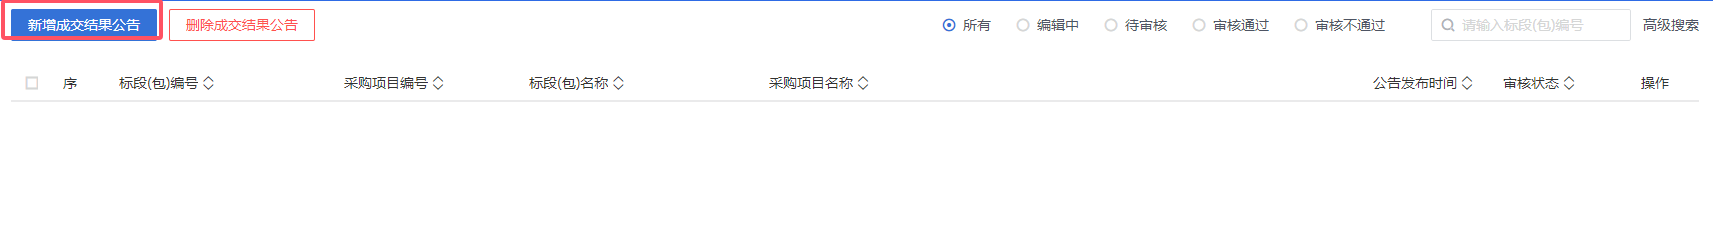 新增成交结果公告 删除成交结果公告 所有 编辑中 待审核 审核通过 审核不通过 请输入标段(包)编号 高级搜索
序 标段(包)编号 采购项目编号 标段(包)名称 采购项目名称 公告发布时间 审核状态 操作